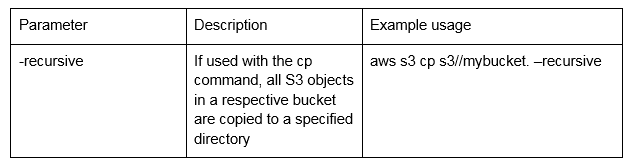 Parameter Description Example usage
-recursive If used with the cp aws s3 cp s3//mybucket. –recursive
command, all S3 objects
in a respective bucket
are copied to a specified
directory